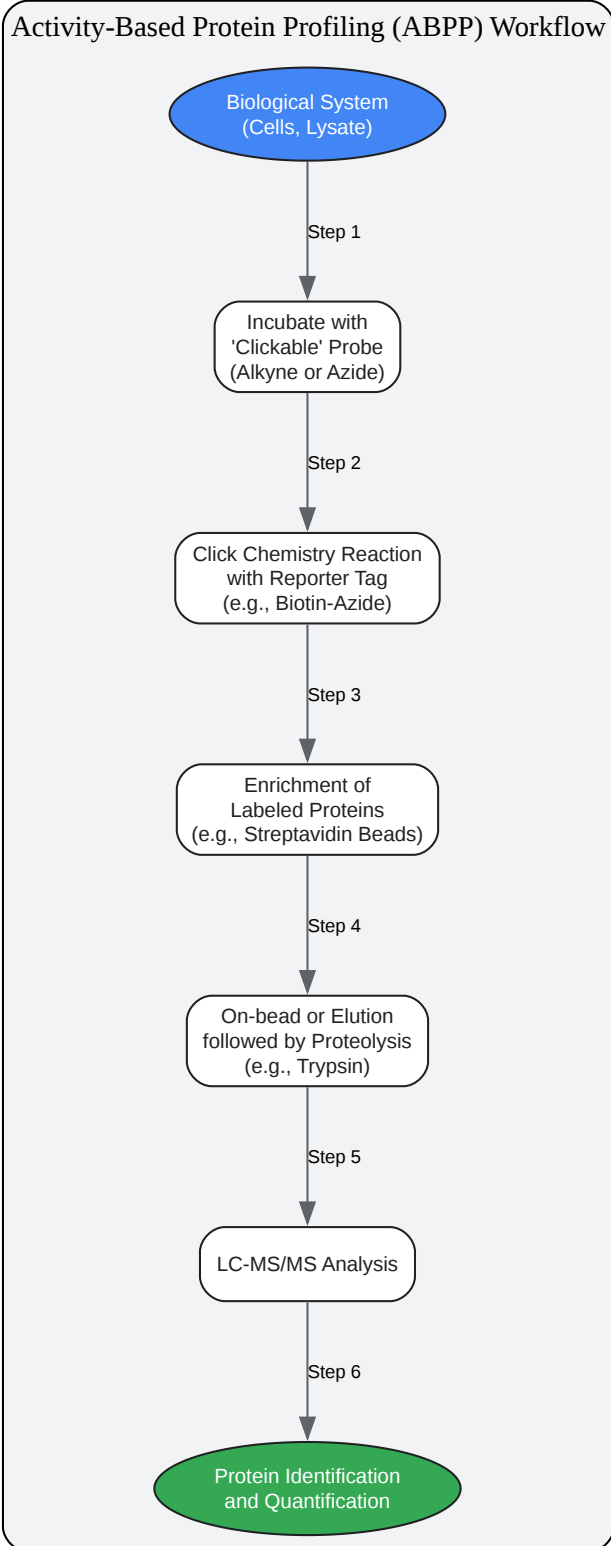 Activity-Based Protein Profiling (ABPP) Workflow
Biological System
(Cells, Lysate)
Step 1
Incubate with
'Clickable' Probe
(Alkyne or Azide)
Step 2
Click Chemistry Reaction
with Reporter Tag
(e.g., Biotin-Azide)
Step 3
Enrichment of
Labeled Proteins
(e.g., Streptavidin Beads)
Step 4
On-bead or Elution
followed by Proteolysis
(e.g., Trypsin)
Step 5
LC-MS/MS Analysis
Step 6
Protein Identification
and Quantification